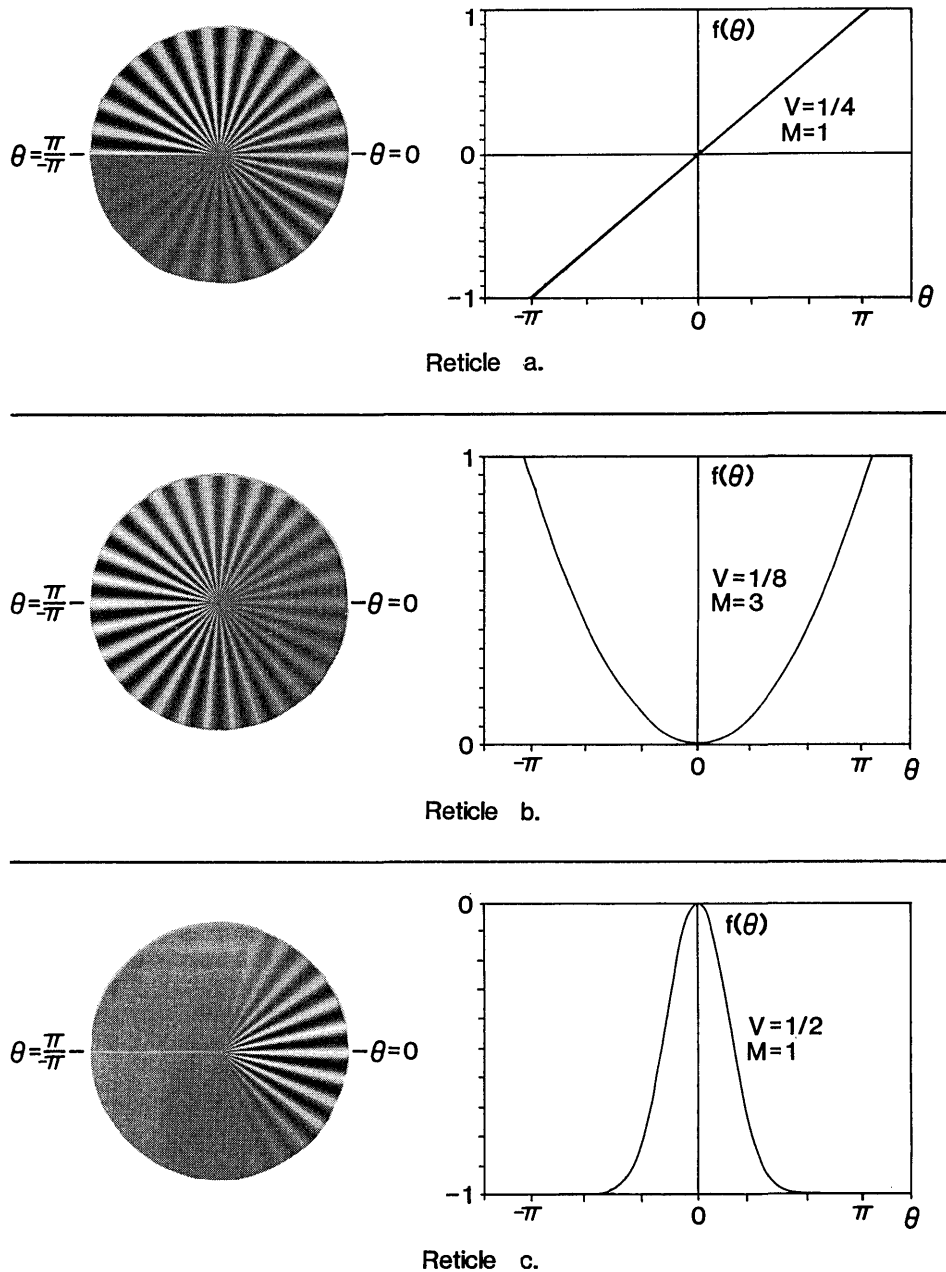 θ=π/-π
θ=0
1
f(θ)
V=1/4
M=1
0
-1
-π 0 π θ
Reticle a.
1
f(θ)
θ=π/-π
θ=0
V=1/8
M=3
0
-π 0 π θ
Reticle b.
0
f(θ)
θ=π/-π
θ=0
V=1/2
M=1
-1
-π 0 π θ
Reticle c.